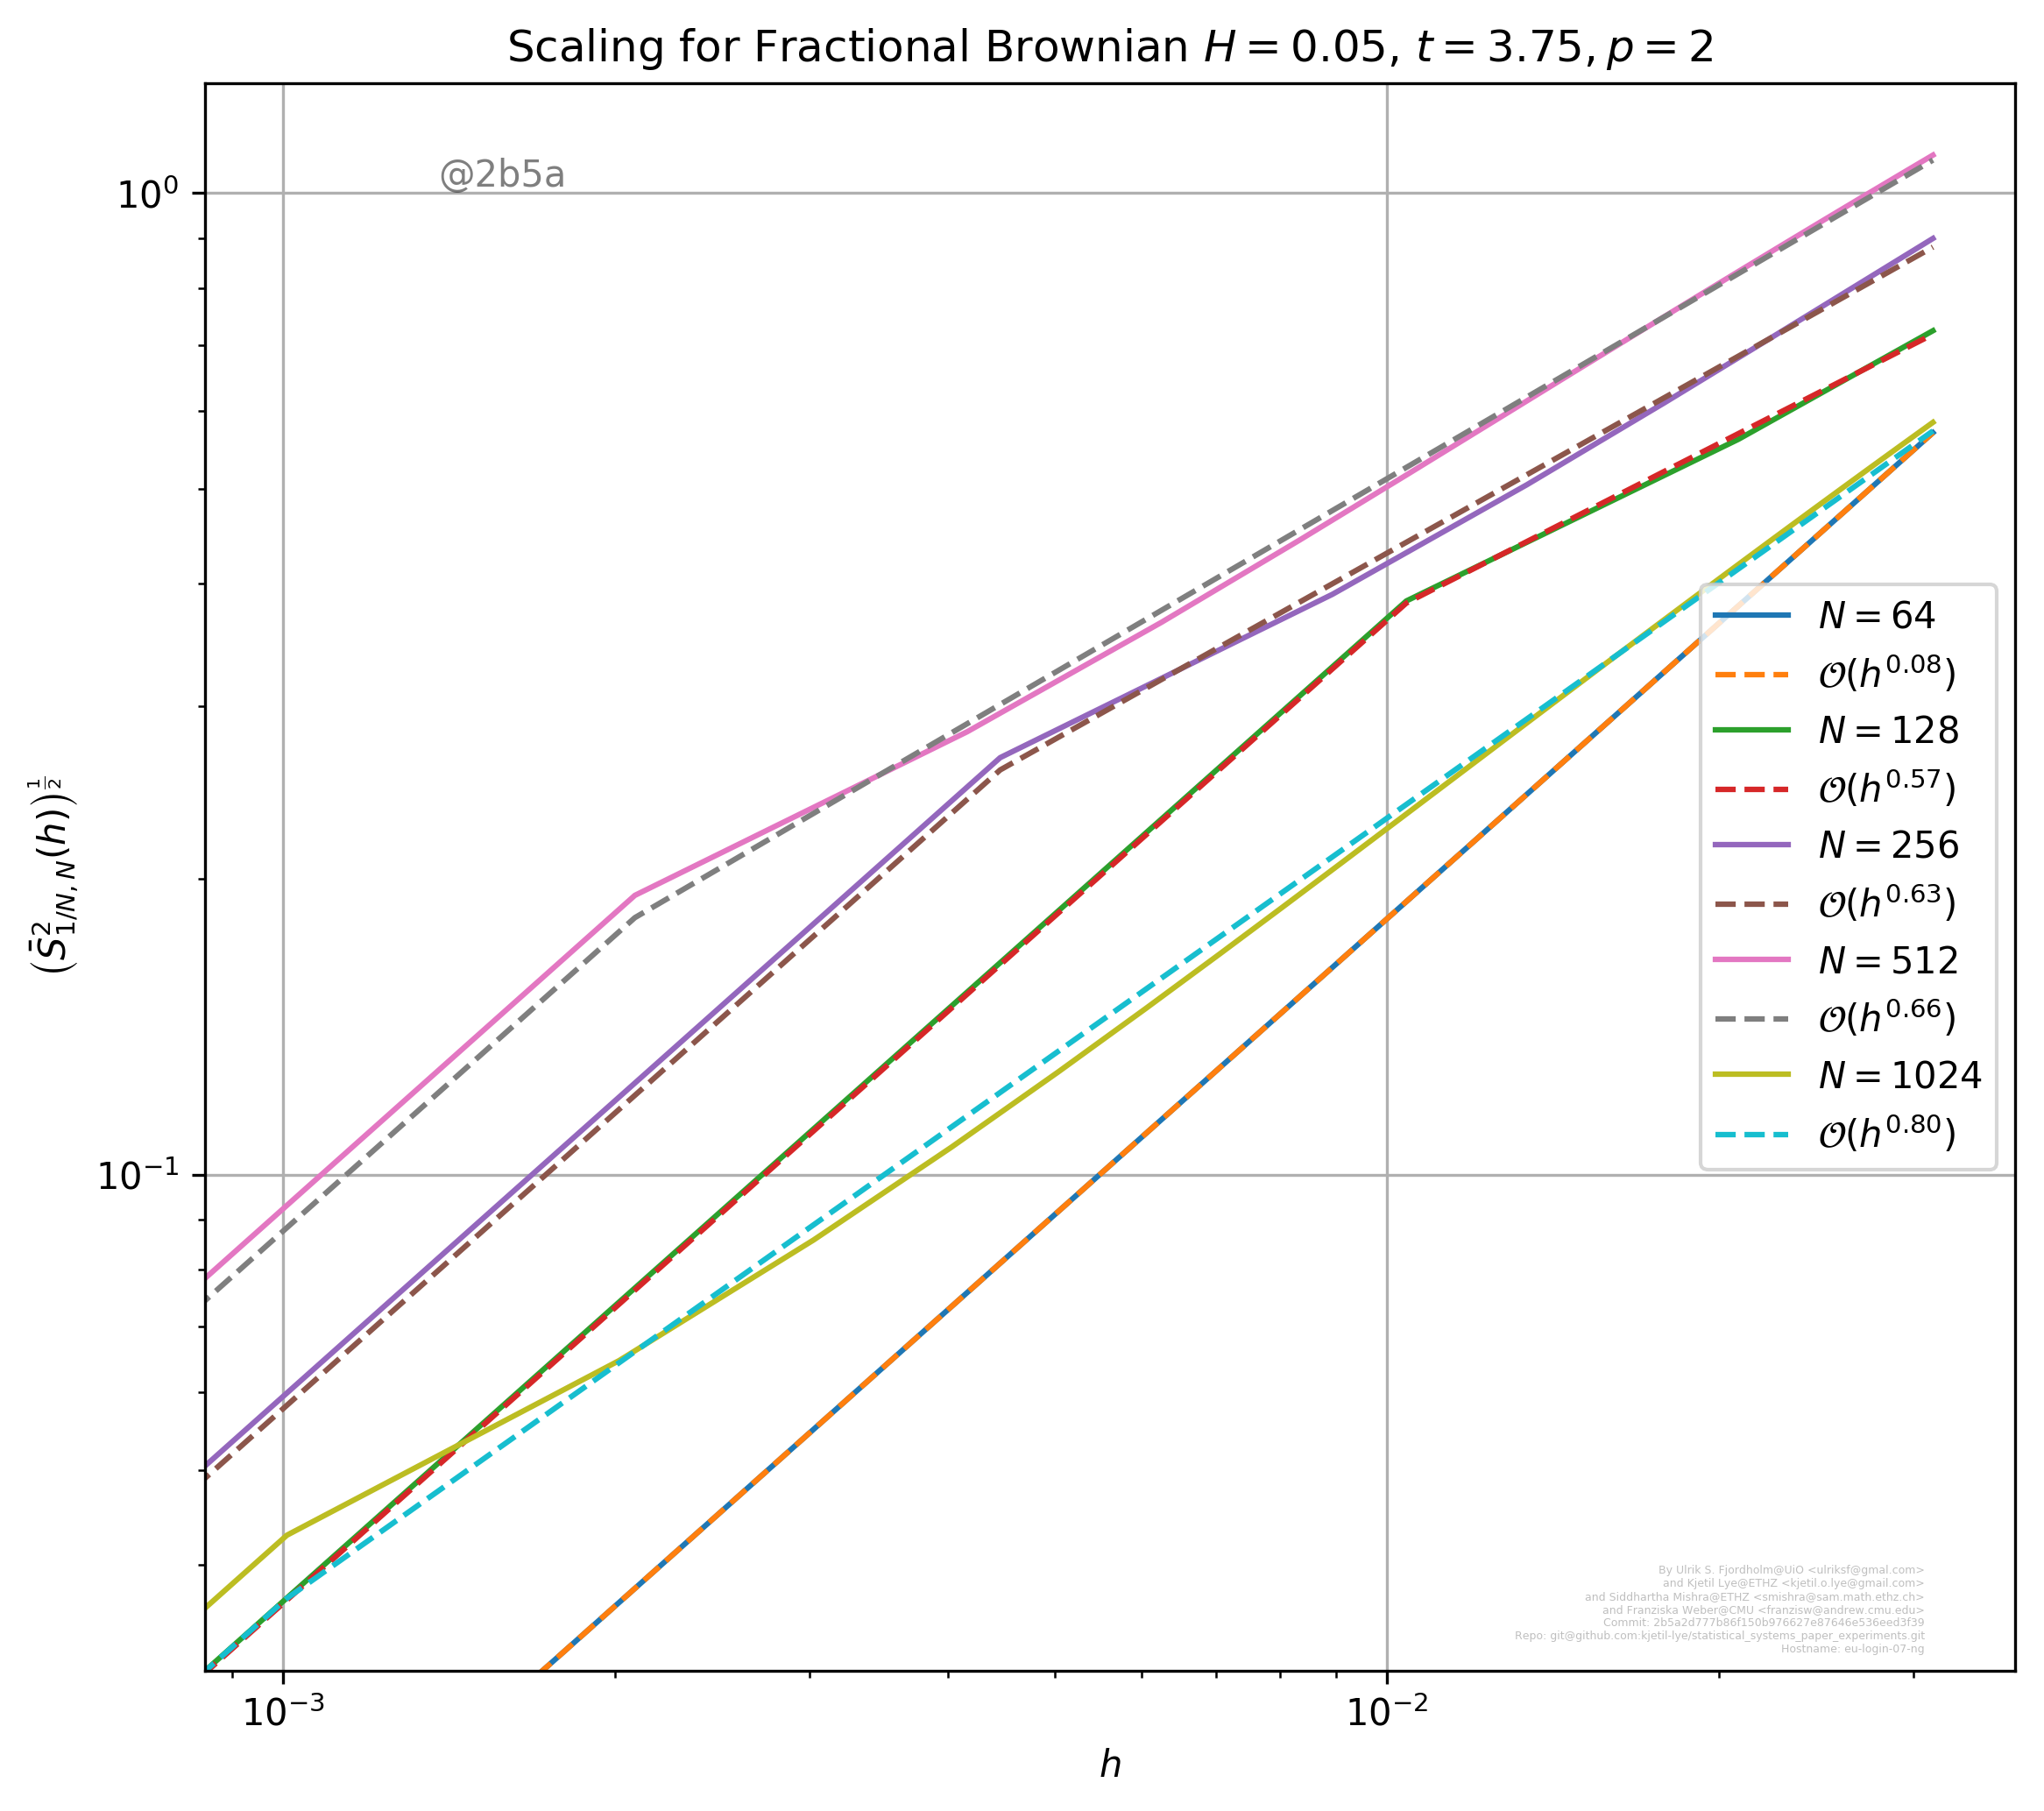 Scaling for Fractional Brownian H = 0.05, t = 3.75, p = 2
@2b5a
10⁰
10⁻¹
(S̄²_{1/N,N}(h))^{1/2}
N = 64
𝒪(h^{0.08})
N = 128
𝒪(h^{0.57})
N = 256
𝒪(h^{0.63})
N = 512
𝒪(h^{0.66})
N = 1024
𝒪(h^{0.80})
By Ulrik S. Fjordholm@UiO <ulriksf@gmal.com>
and Kjetil Lye@ETHZ <kjetil.o.lye@gmail.com>
and Siddhartha Mishra@ETHZ <smishra@sam.math.ethz.ch>
and Franziska Weber@CMU <franzisw@andrew.cmu.edu>
Commit: 2b5a2d777b86f150b976627e87646e536eed3f39
Repo: git@github.com:kjetil-lye/statistical_systems_paper_experiments.git
Hostname: eu-login-07-ng
10⁻³
10⁻²
h